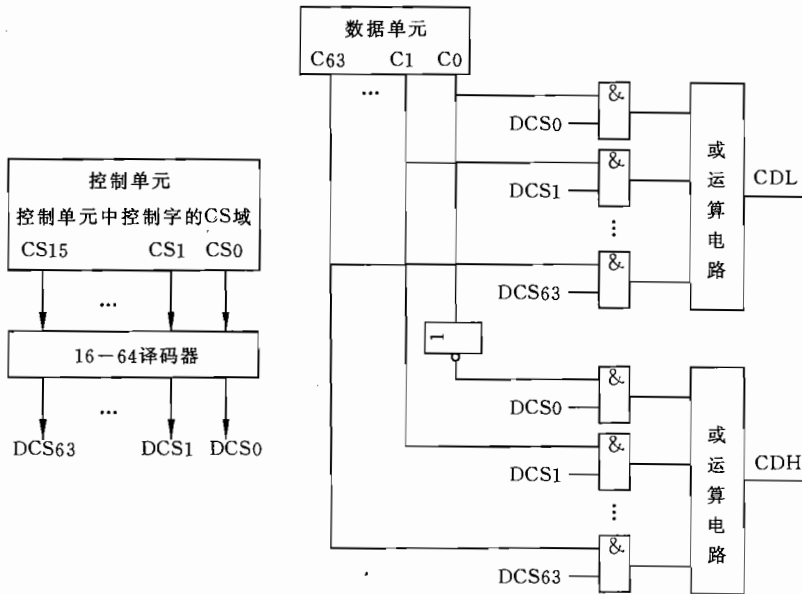 数据单元
C63 ... C1 C0
&
DCS0
&
DCS1
...
&
DCS63
或运算电路
CDL
控制单元
控制单元中控制字的CS域
CS15 CS1 CS0
...
16－64译码器
...
DCS63 DCS1 DCS0
1
&
DCS0
&
DCS1
...
&
DCS63
或运算电路
CDH